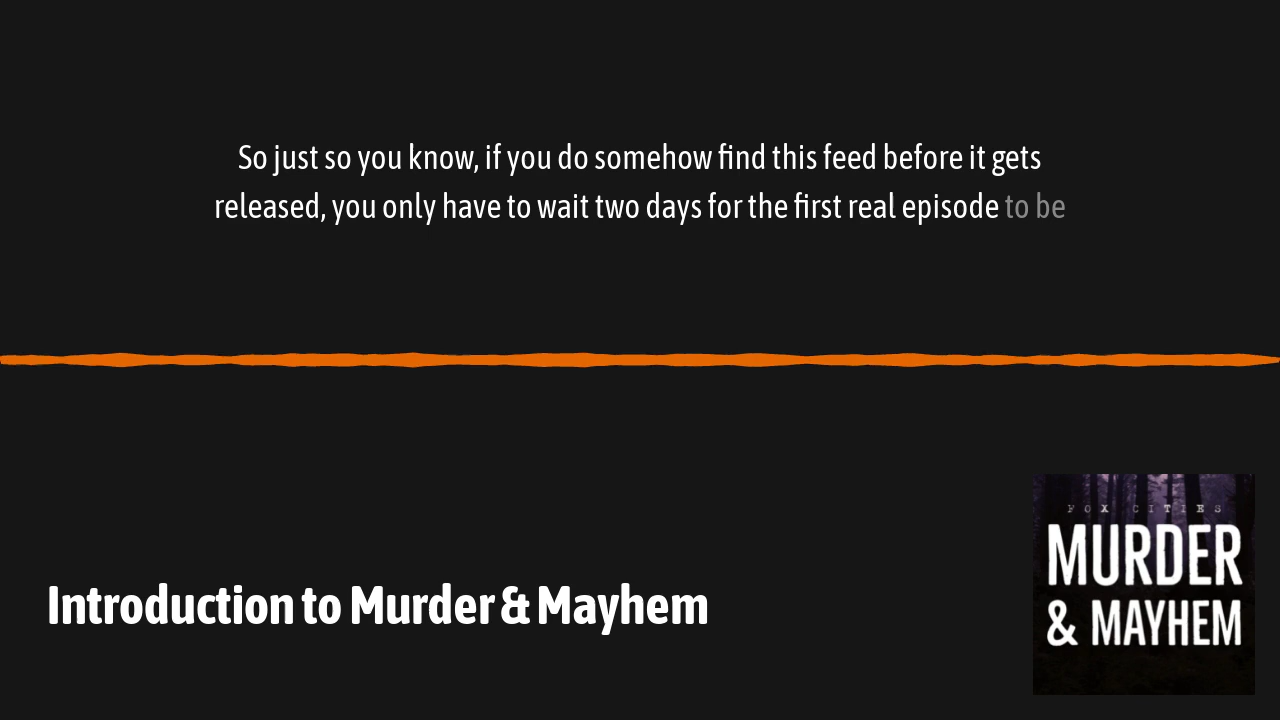 So just so you know, if you do somehow find this feed before it gets
released, you only have to wait two days for the first real episode to be
Introduction to Murder & Mayhem
FOX CITIES
MURDER
& MAYHEM